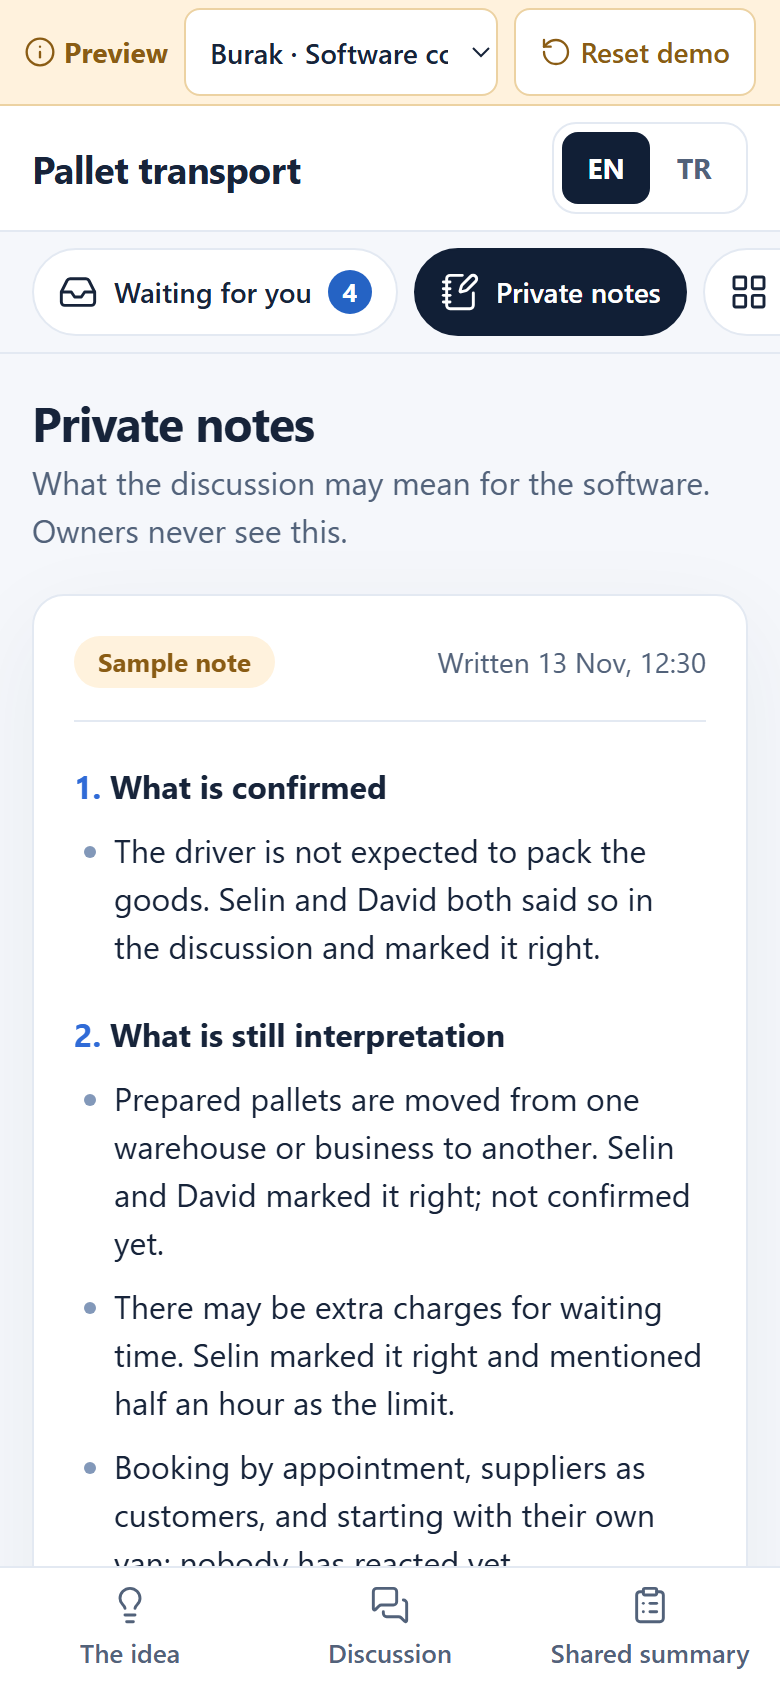 Preview
Burak · Software co
Reset demo
Pallet transport
EN
TR
Waiting for you 4
Private notes
Private notes
What the discussion may mean for the software.
Owners never see this.
Sample note
Written 13 Nov, 12:30
1. What is confirmed
The driver is not expected to pack the
goods. Selin and David both said so in
the discussion and marked it right.
2. What is still interpretation
Prepared pallets are moved from one
warehouse or business to another. Selin
and David marked it right; not confirmed
yet.
There may be extra charges for waiting
time. Selin marked it right and mentioned
half an hour as the limit.
Booking by appointment, suppliers as
customers, and starting with their own
van: nobody has reacted yet.
The idea
Discussion
Shared summary